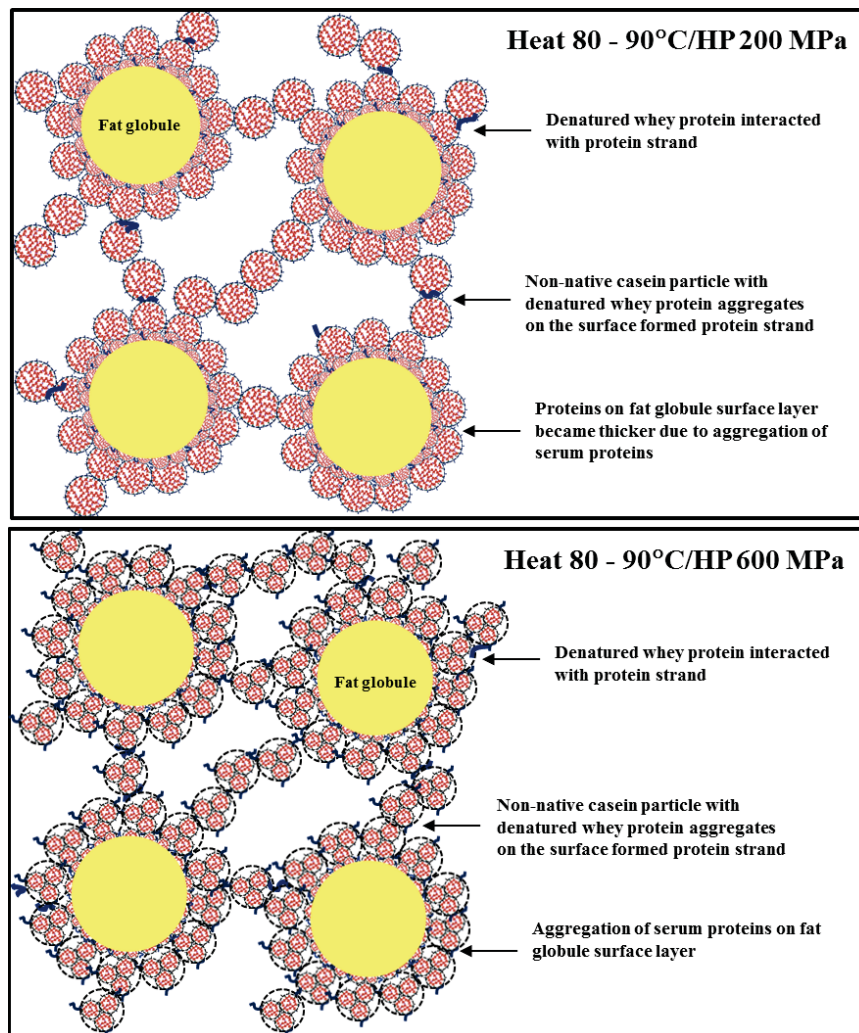 Heat 80 - 90°C/HP 200 MPa
Fat globule
Denatured whey protein interacted
with protein strand
Non-native casein particle with
denatured whey protein aggregates
on the surface formed protein strand
Proteins on fat globule surface layer
became thicker due to aggregation of
serum proteins
Heat 80 - 90°C/HP 600 MPa
Denatured whey protein interacted
with protein strand
Fat globule
Non-native casein particle with
denatured whey protein aggregates
on the surface formed protein strand
Aggregation of serum proteins on fat
globule surface layer